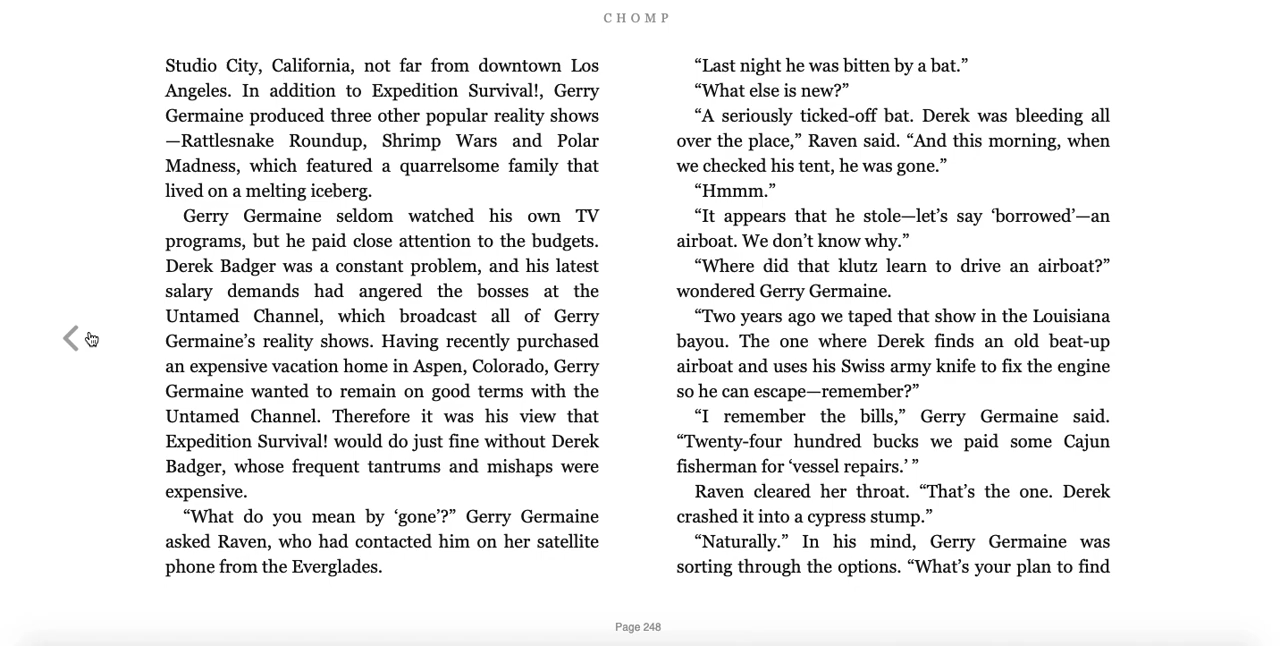 CHOMP
Studio City, California, not far from downtown Los
Angeles. In addition to Expedition Survival!, Gerry
Germaine produced three other popular reality shows
—Rattlesnake Roundup, Shrimp Wars and Polar
Madness, which featured a quarrelsome family that
lived on a melting iceberg.
Gerry Germaine seldom watched his own TV
programs, but he paid close attention to the budgets.
Derek Badger was a constant problem, and his latest
salary demands had angered the bosses at the
Untamed Channel, which broadcast all of Gerry
Germaine’s reality shows. Having recently purchased
an expensive vacation home in Aspen, Colorado, Gerry
Germaine wanted to remain on good terms with the
Untamed Channel. Therefore it was his view that
Expedition Survival! would do just fine without Derek
Badger, whose frequent tantrums and mishaps were
expensive.
“What do you mean by ‘gone’?” Gerry Germaine
asked Raven, who had contacted him on her satellite
phone from the Everglades.
“Last night he was bitten by a bat.”
“What else is new?”
“A seriously ticked-off bat. Derek was bleeding all
over the place,” Raven said. “And this morning, when
we checked his tent, he was gone.”
“Hmmm.”
“It appears that he stole—let’s say ‘borrowed’—an
airboat. We don’t know why.”
“Where did that klutz learn to drive an airboat?”
wondered Gerry Germaine.
“Two years ago we taped that show in the Louisiana
bayou. The one where Derek finds an old beat-up
airboat and uses his Swiss army knife to fix the engine
so he can escape—remember?”
“I remember the bills,” Gerry Germaine said.
“Twenty-four hundred bucks we paid some Cajun
fisherman for ‘vessel repairs.’ ”
Raven cleared her throat. “That’s the one. Derek
crashed it into a cypress stump.”
“Naturally.” In his mind, Gerry Germaine was
sorting through the options. “What’s your plan to find
Page 248